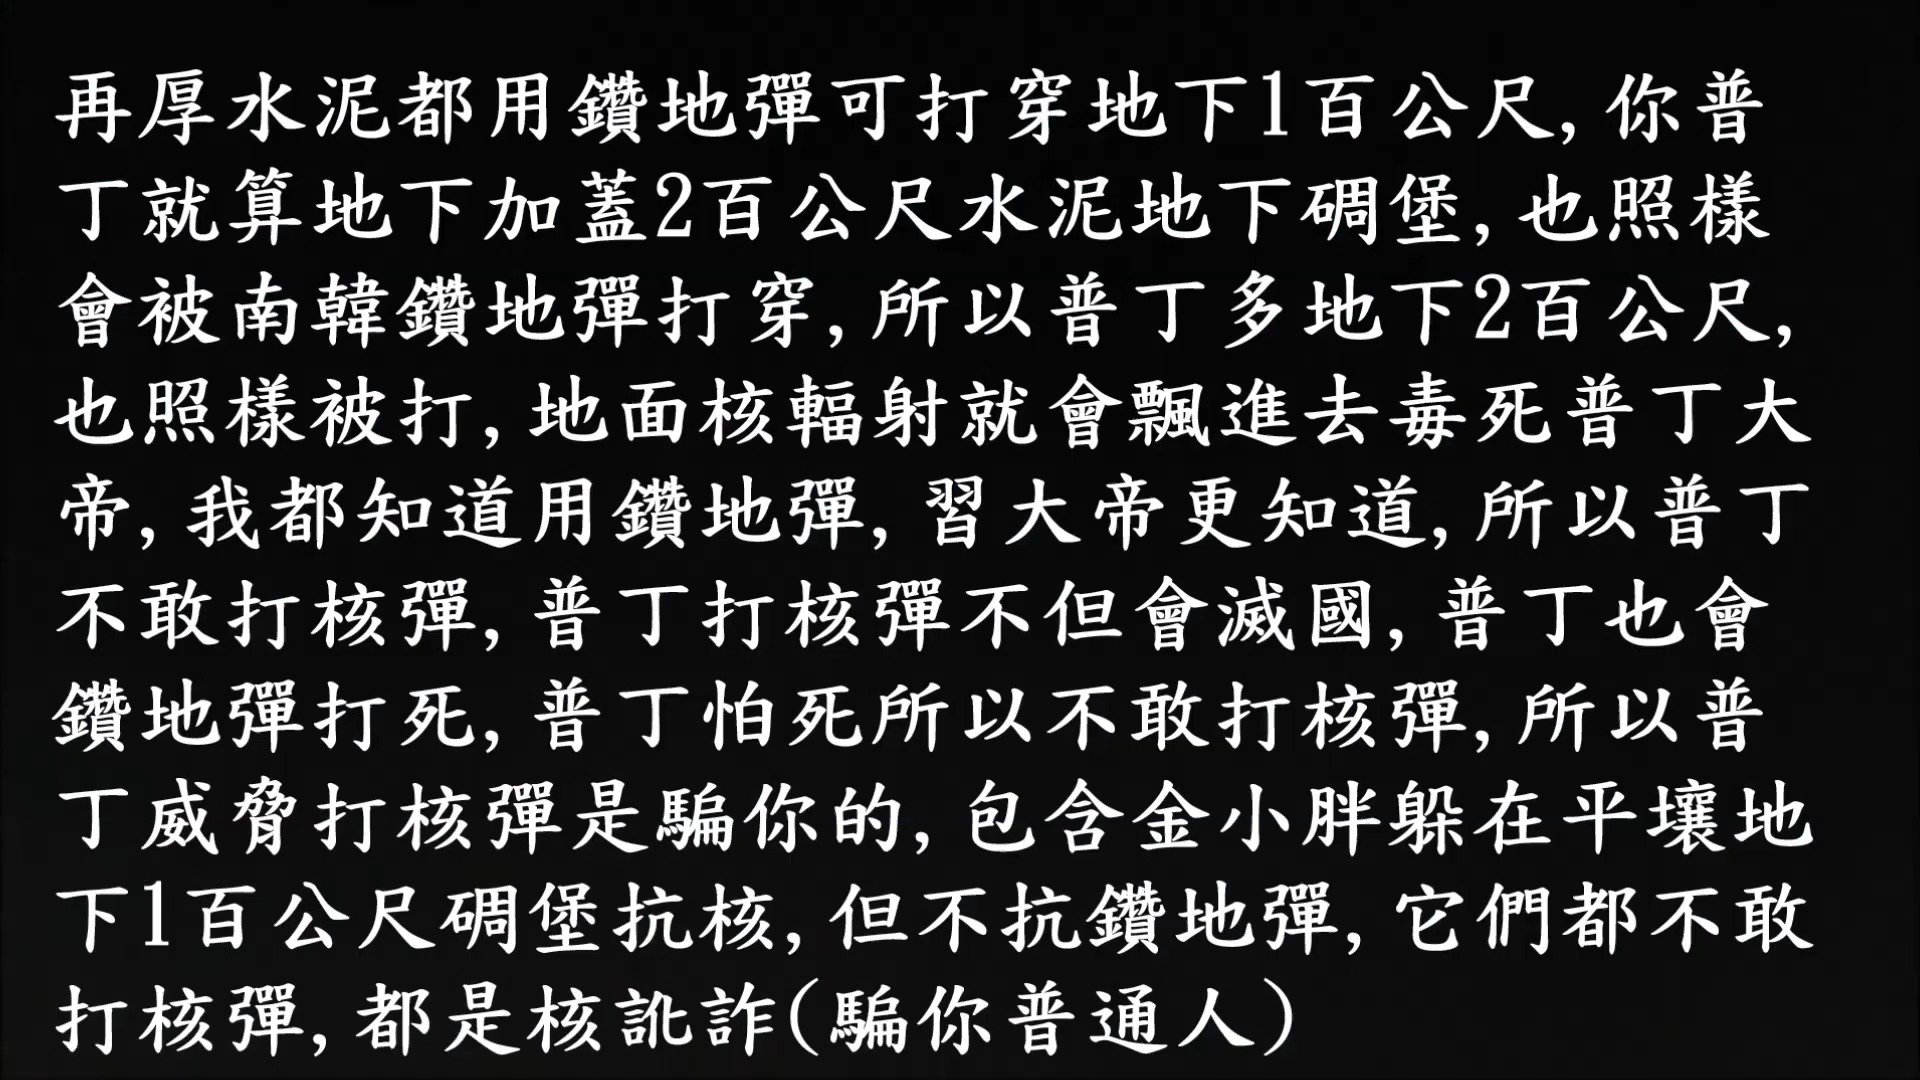 再厚水泥都用鑽地彈可打穿地下1百公尺,你普
丁就算地下加蓋2百公尺水泥地下碉堡,也照樣
會被南韓鑽地彈打穿,所以普丁多地下2百公尺,
也照樣被打,地面核輻射就會飄進去毒死普丁大
帝,我都知道用鑽地彈,習大帝更知道,所以普丁
不敢打核彈,普丁打核彈不但會滅國,普丁也會
鑽地彈打死,普丁怕死所以不敢打核彈,所以普
丁威脅打核彈是騙你的,包含金小胖躲在平壤地
下1百公尺碉堡抗核,但不抗鑽地彈,它們都不敢
打核彈,都是核訛詐(騙你普通人)